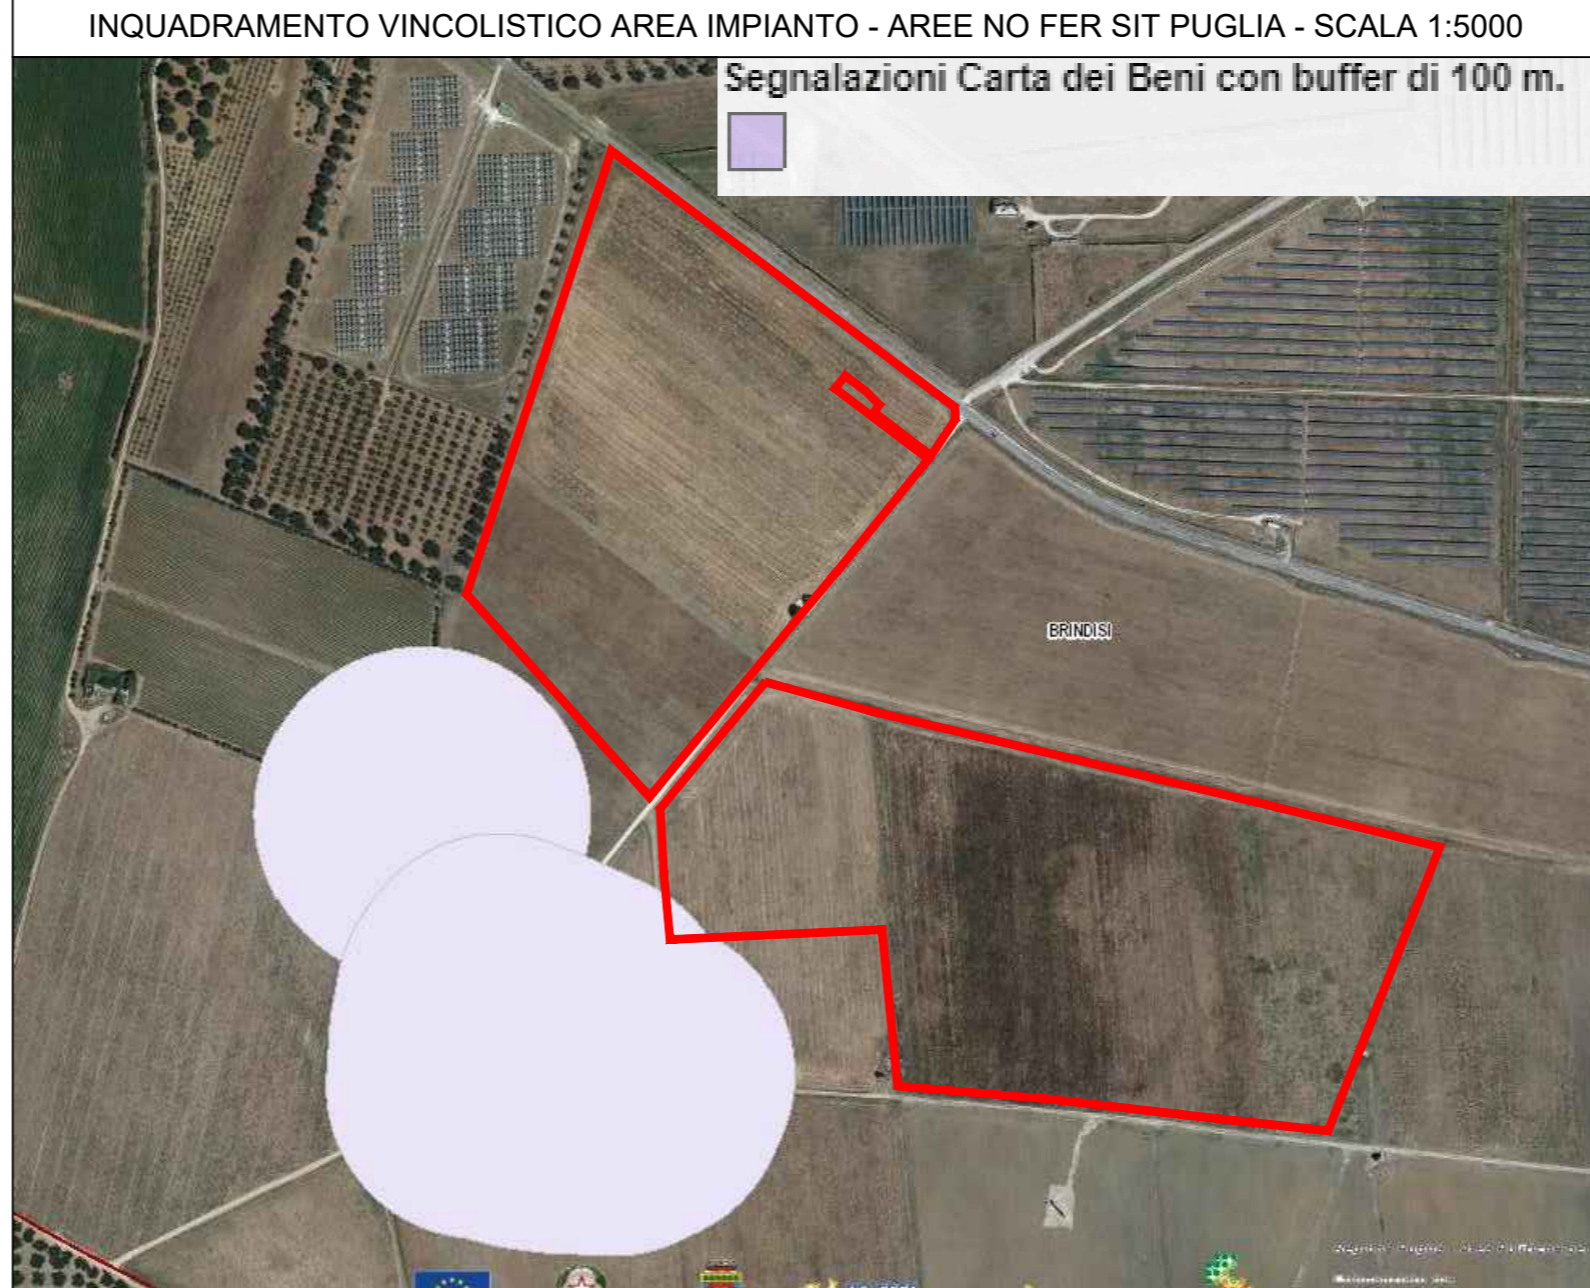 INQUADRAMENTO VINCOLISTICO AREA IMPIANTO - AREE NO FER SIT PUGLIA - SCALA 1:5000
Segnalazioni Carta dei Beni con buffer di 100 m.
BRINDISI